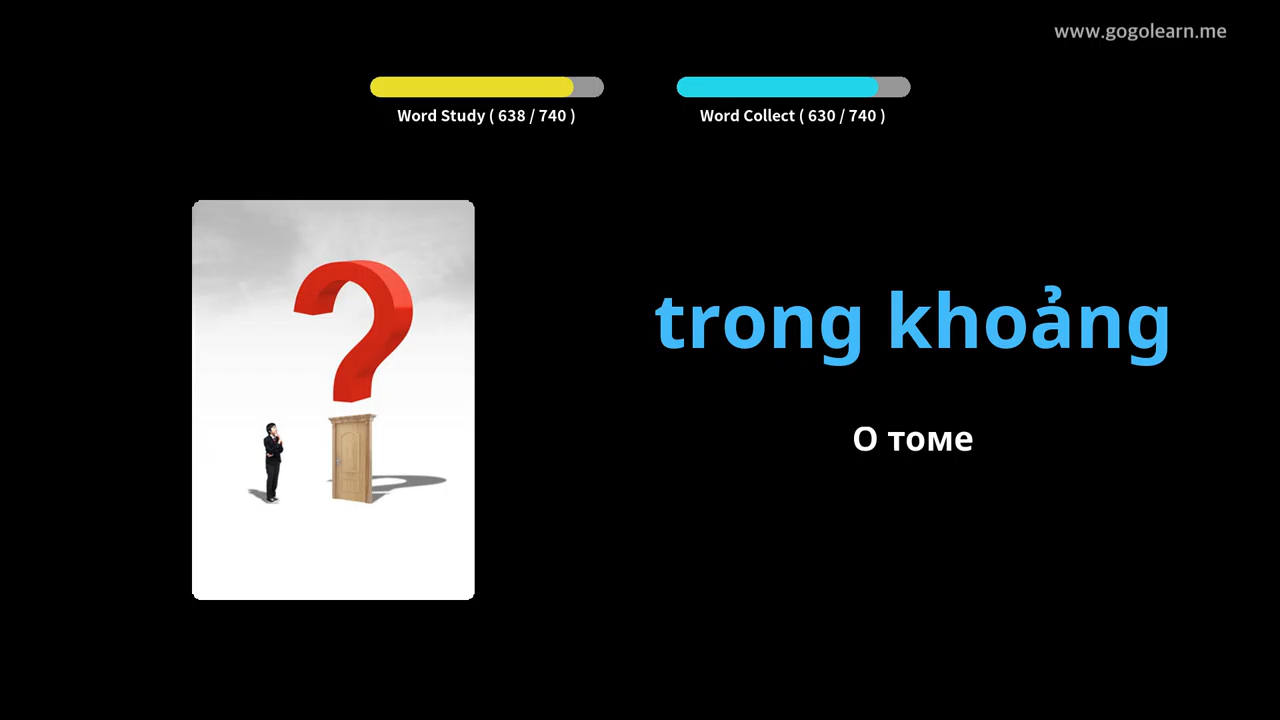 www.gogolearn.me
Word Study ( 638 / 740 )
Word Collect ( 630 / 740 )
trong khoảng
О томе